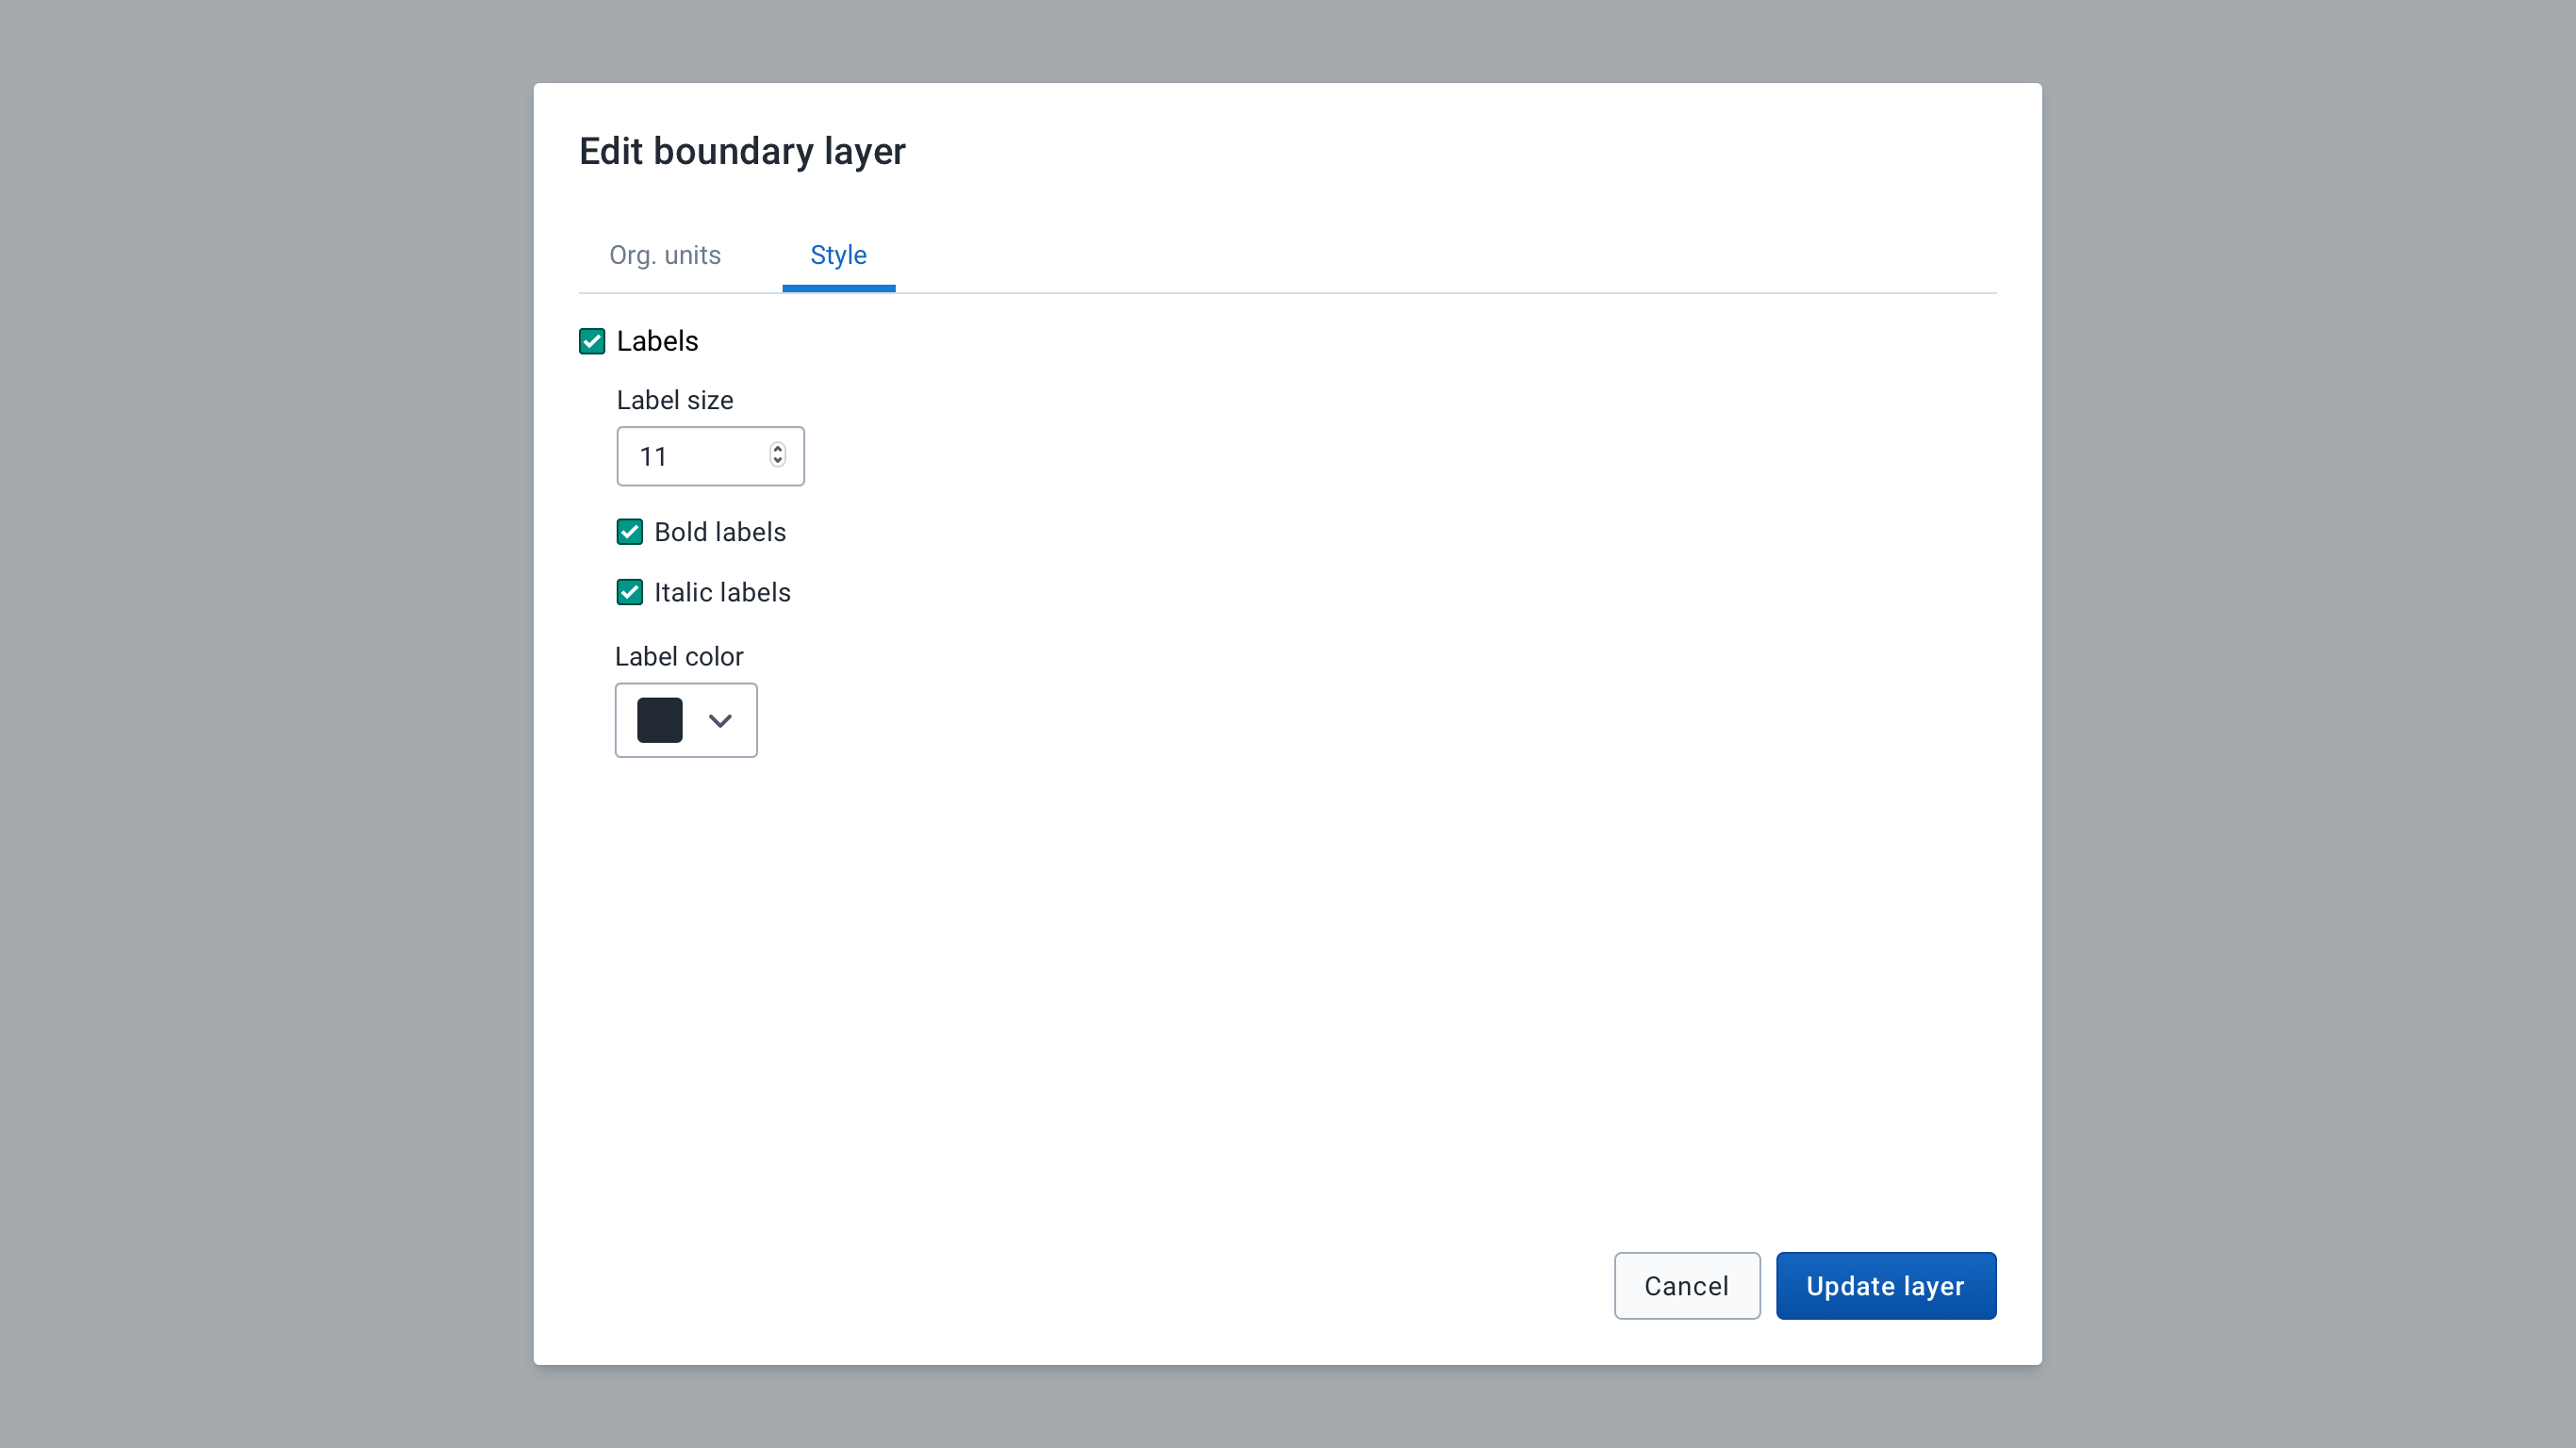 Edit boundary layer
Org. units Style
Labels
Label size
11
Bold labels
Italic labels
Label color
Cancel Update layer